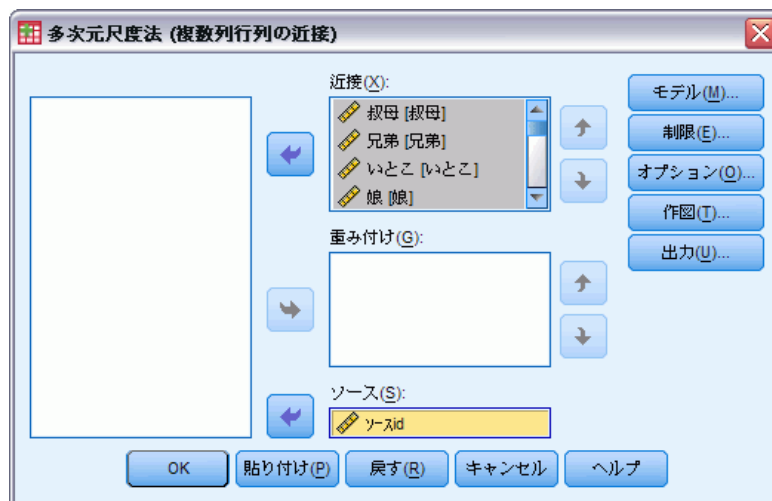 多次元尺度法 (複数列行列の近接)
近接(X):
叔母 [叔母]
兄弟 [兄弟]
いとこ [いとこ]
娘 [娘]
重み付け(G):
ソース(S):
ソースid
モデル(M)...
制限(E)...
オプション(O)...
作図(T)...
出力(U)...
OK
貼り付け(P)
戻す(R)
キャンセル
ヘルプ